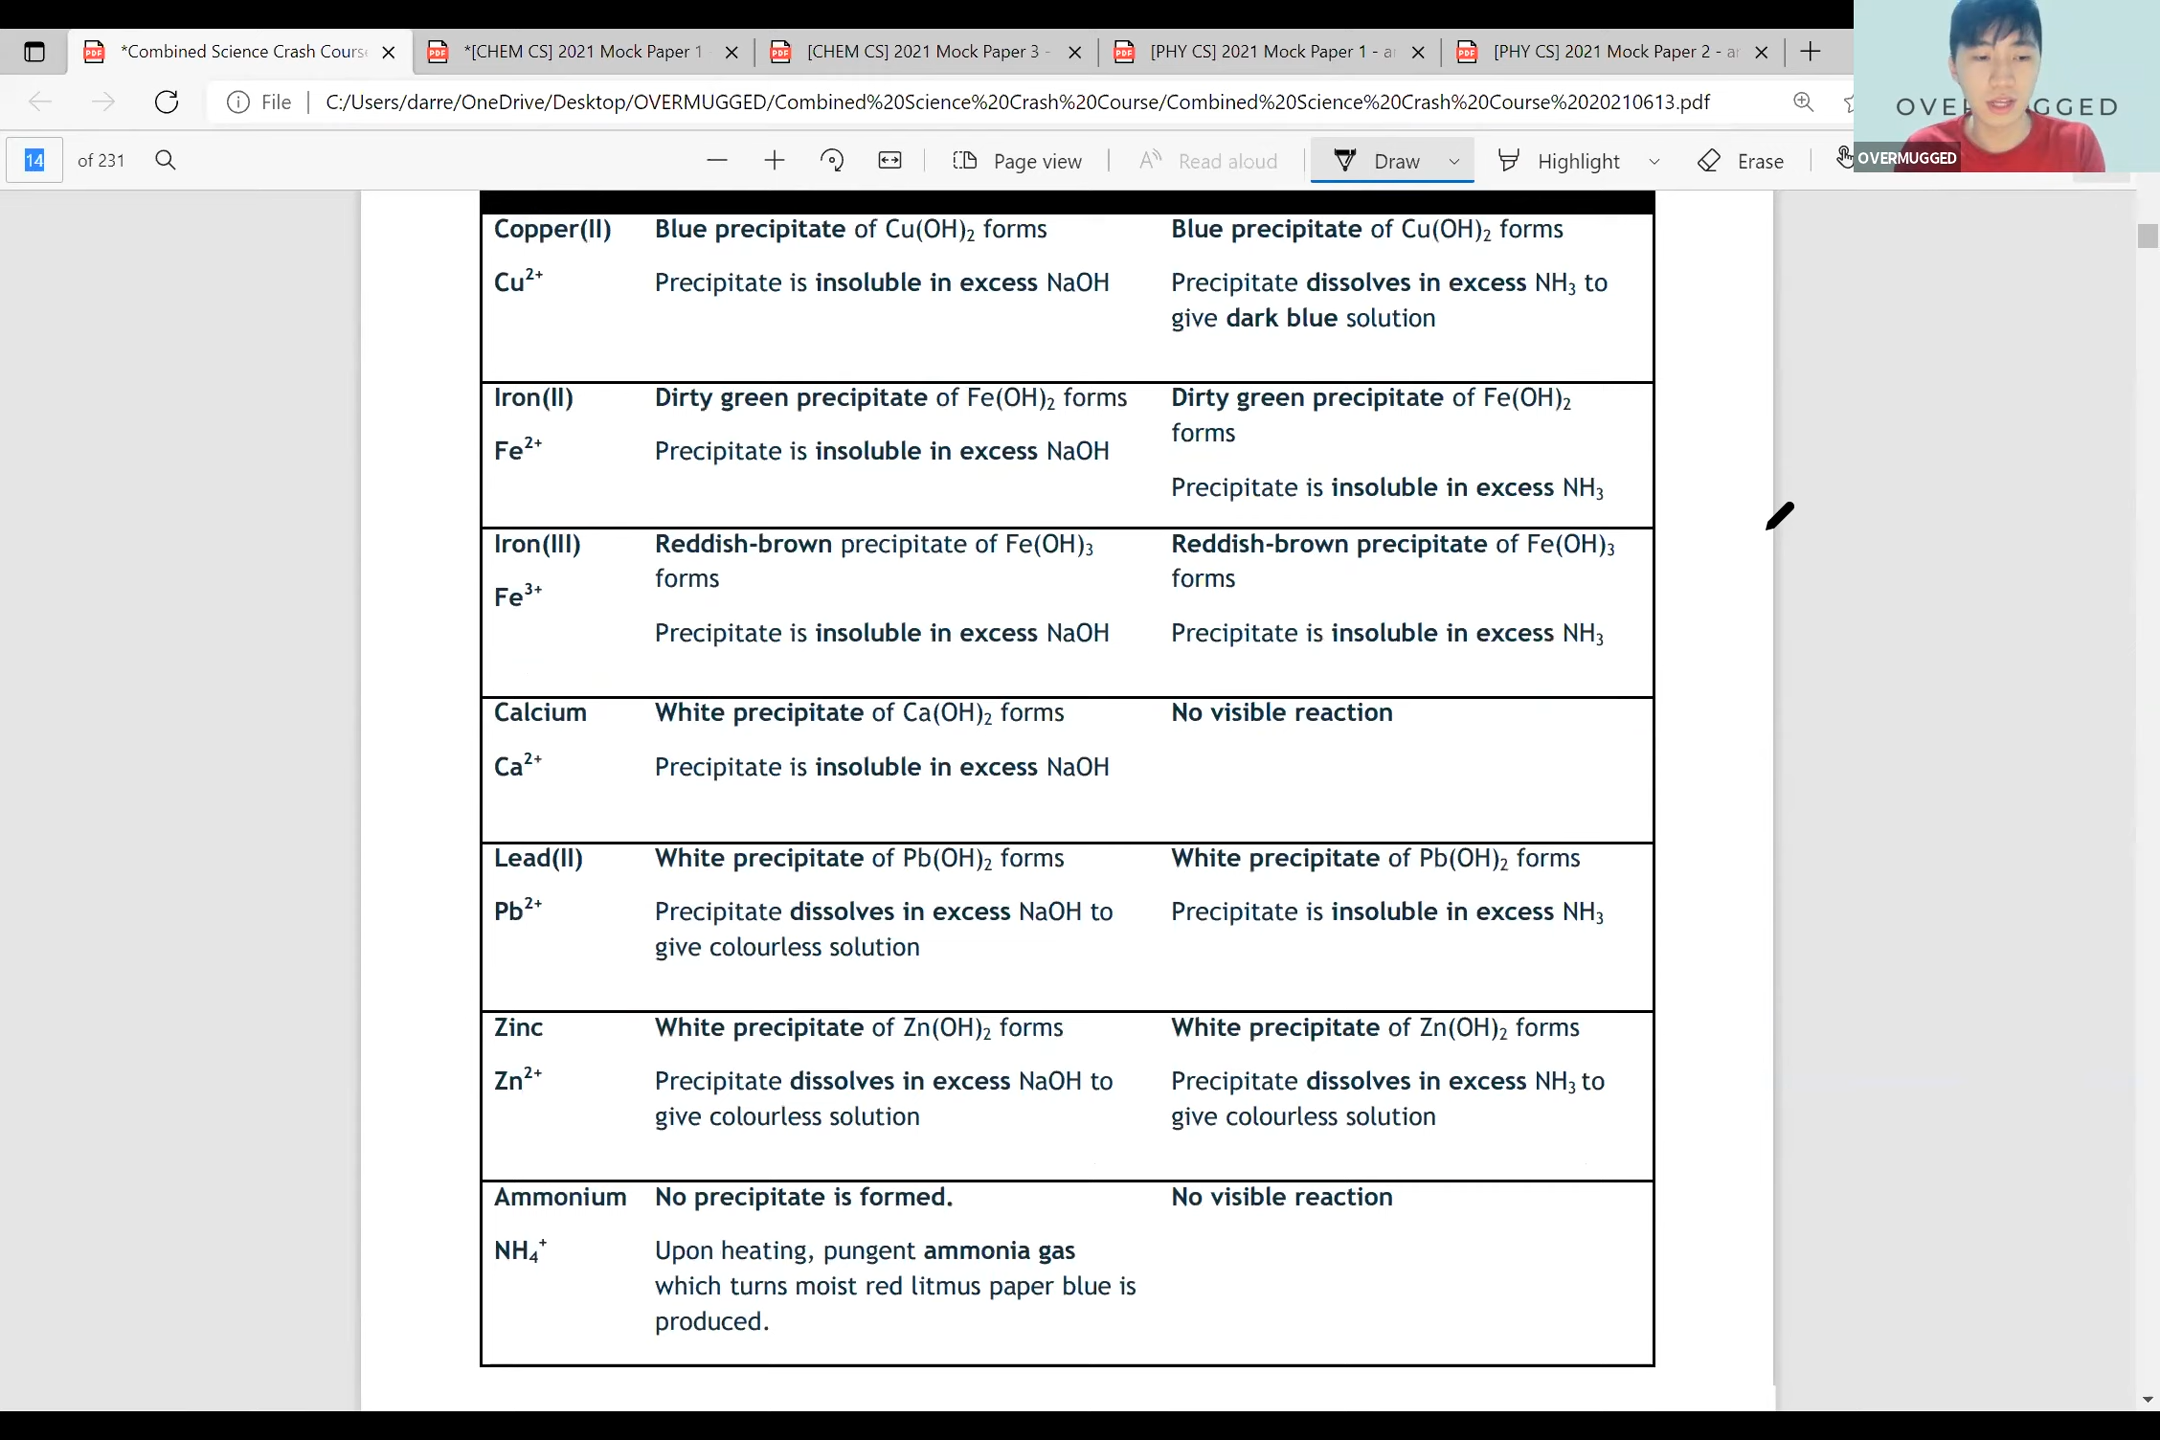 *Combined Science Crash Cours
*[CHEM CS] 2021 Mock Paper 1
[CHEM CS] 2021 Mock Paper 3 -
[PHY CS] 2021 Mock Paper 1 - a
[PHY CS] 2021 Mock Paper 2 - a
File
C:/Users/darre/OneDrive/Desktop/OVERMUGGED/Combined%20Science%20Crash%20Course/Combined%20Science%20Crash%20Course%2020210613.pdf
OVE GGED
OVERMUGGED
14 of 231
Page view
Read aloud
Draw
Highlight
Erase
Copper(II)
Cu²⁺
Blue precipitate of Cu(OH)₂ forms
Precipitate is insoluble in excess NaOH
Blue precipitate of Cu(OH)₂ forms
Precipitate dissolves in excess NH₃ to
give dark blue solution
Iron(II)
Fe²⁺
Dirty green precipitate of Fe(OH)₂ forms
Precipitate is insoluble in excess NaOH
Dirty green precipitate of Fe(OH)₂
forms
Precipitate is insoluble in excess NH₃
Iron(III)
Fe³⁺
Reddish-brown precipitate of Fe(OH)₃
forms
Precipitate is insoluble in excess NaOH
Reddish-brown precipitate of Fe(OH)₃
forms
Precipitate is insoluble in excess NH₃
Calcium
Ca²⁺
White precipitate of Ca(OH)₂ forms
Precipitate is insoluble in excess NaOH
No visible reaction
Lead(II)
Pb²⁺
White precipitate of Pb(OH)₂ forms
Precipitate dissolves in excess NaOH to
give colourless solution
White precipitate of Pb(OH)₂ forms
Precipitate is insoluble in excess NH₃
Zinc
Zn²⁺
White precipitate of Zn(OH)₂ forms
Precipitate dissolves in excess NaOH to
give colourless solution
White precipitate of Zn(OH)₂ forms
Precipitate dissolves in excess NH₃ to
give colourless solution
Ammonium
NH₄⁺
No precipitate is formed.
Upon heating, pungent ammonia gas
which turns moist red litmus paper blue is
produced.
No visible reaction